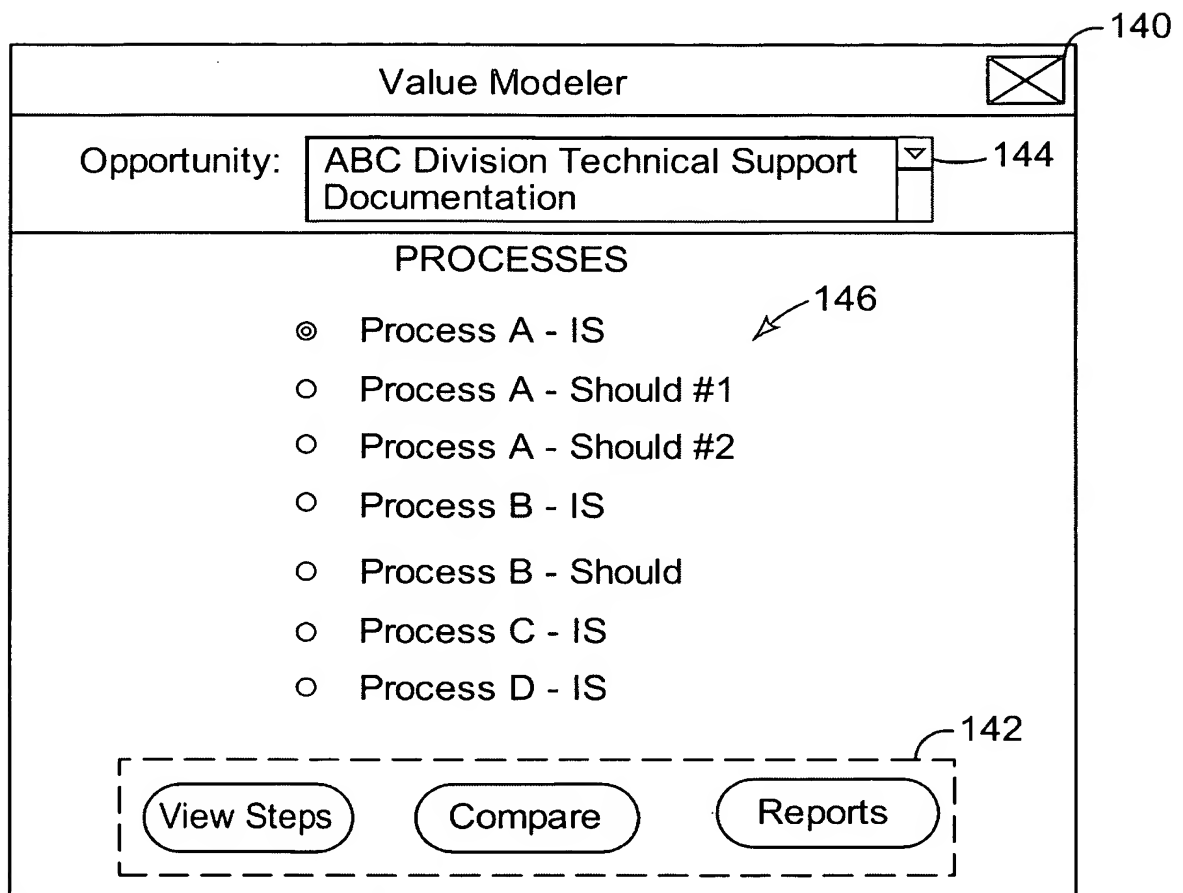 140
Value Modeler
Opportunity:
ABC Division Technical Support
Documentation
144
PROCESSES
146
Process A - IS
Process A - Should #1
Process A - Should #2
Process B - IS
Process B - Should
Process C - IS
Process D - IS
142
View Steps
Compare
Reports